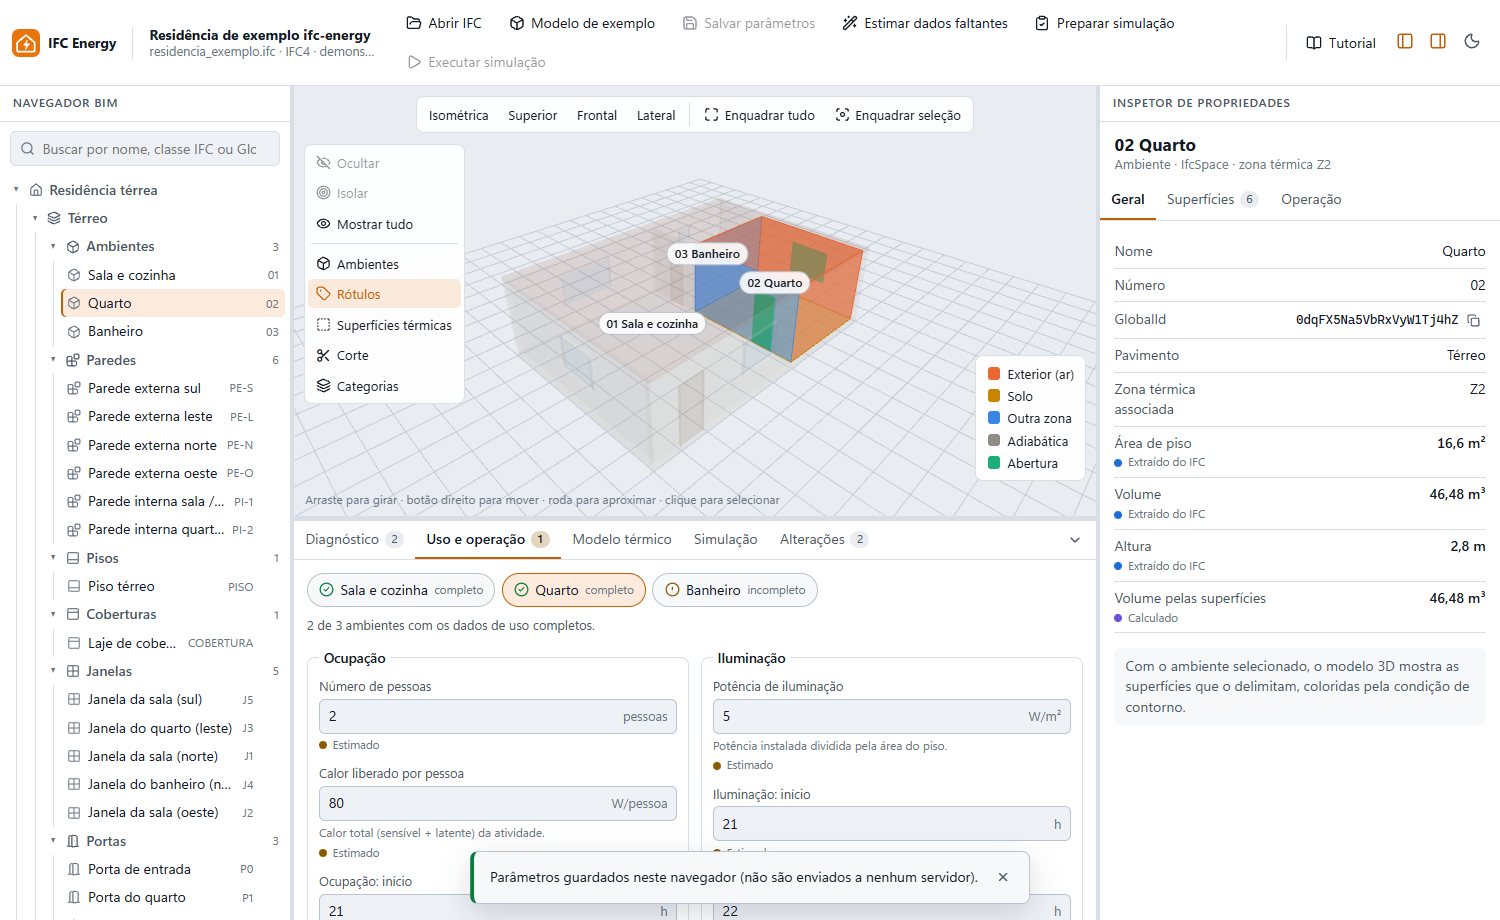 IFC Energy
Residência de exemplo ifc-energy
residencia_exemplo.ifc · IFC4 · demons...
Abrir IFC
Modelo de exemplo
Salvar parâmetros
Estimar dados faltantes
Preparar simulação
Executar simulação
Tutorial
NAVEGADOR BIM
Buscar por nome, classe IFC ou Glc
Residência térrea
Térreo
Ambientes 3
Sala e cozinha 01
Quarto 02
Banheiro 03
Paredes 6
Parede externa sul PE-S
Parede externa leste PE-L
Parede externa norte PE-N
Parede externa oeste PE-O
Parede interna sala /... PI-1
Parede interna quart... PI-2
Pisos 1
Piso térreo PISO
Coberturas 1
Laje de cobe... COBERTURA
Janelas 5
Janela da sala (sul) J5
Janela do quarto (leste) J3
Janela da sala (norte) J1
Janela do banheiro (n... J4
Janela da sala (oeste) J2
Portas 3
Porta de entrada P0
Porta do quarto P1
Isométrica
Superior
Frontal
Lateral
Enquadrar tudo
Enquadrar seleção
Ocultar
Isolar
Mostrar tudo
Ambientes
Rótulos
Superfícies térmicas
Corte
Categorias
03 Banheiro
02 Quarto
01 Sala e cozinha
Exterior (ar)
Solo
Outra zona
Adiabática
Abertura
Arraste para girar · botão direito para mover · roda para aproximar · clique para selecionar
Diagnóstico 2
Uso e operação 1
Modelo térmico
Simulação
Alterações 2
Sala e cozinha completo
Quarto completo
Banheiro incompleto
2 de 3 ambientes com os dados de uso completos.
Ocupação
Número de pessoas
2 pessoas
Estimado
Calor liberado por pessoa
80 W/pessoa
Calor total (sensível + latente) da atividade.
Estimado
Ocupação: início
21 h
Iluminação
Potência de iluminação
5 W/m²
Potência instalada dividida pela área do piso.
Estimado
Iluminação: início
21 h
22 h
Parâmetros guardados neste navegador (não são enviados a nenhum servidor).
INSPETOR DE PROPRIEDADES
02 Quarto
Ambiente · IfcSpace · zona térmica Z2
Geral
Superfícies 6
Operação
Nome Quarto
Número 02
GlobalId 0dqFX5Na5VbRxVyW1Tj4hZ
Pavimento Térreo
Zona térmica associada Z2
Área de piso 16,6 m²
Extraído do IFC
Volume 46,48 m³
Extraído do IFC
Altura 2,8 m
Extraído do IFC
Volume pelas superfícies 46,48 m³
Calculado
Com o ambiente selecionado, o modelo 3D mostra as
superfícies que o delimitam, coloridas pela condição de
contorno.